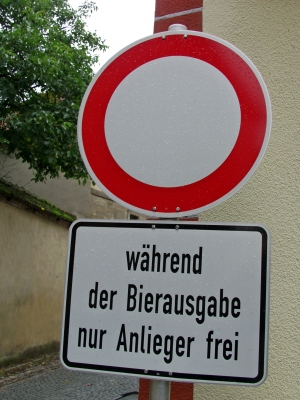 während
der Bierausgabe
nur Anlieger frei